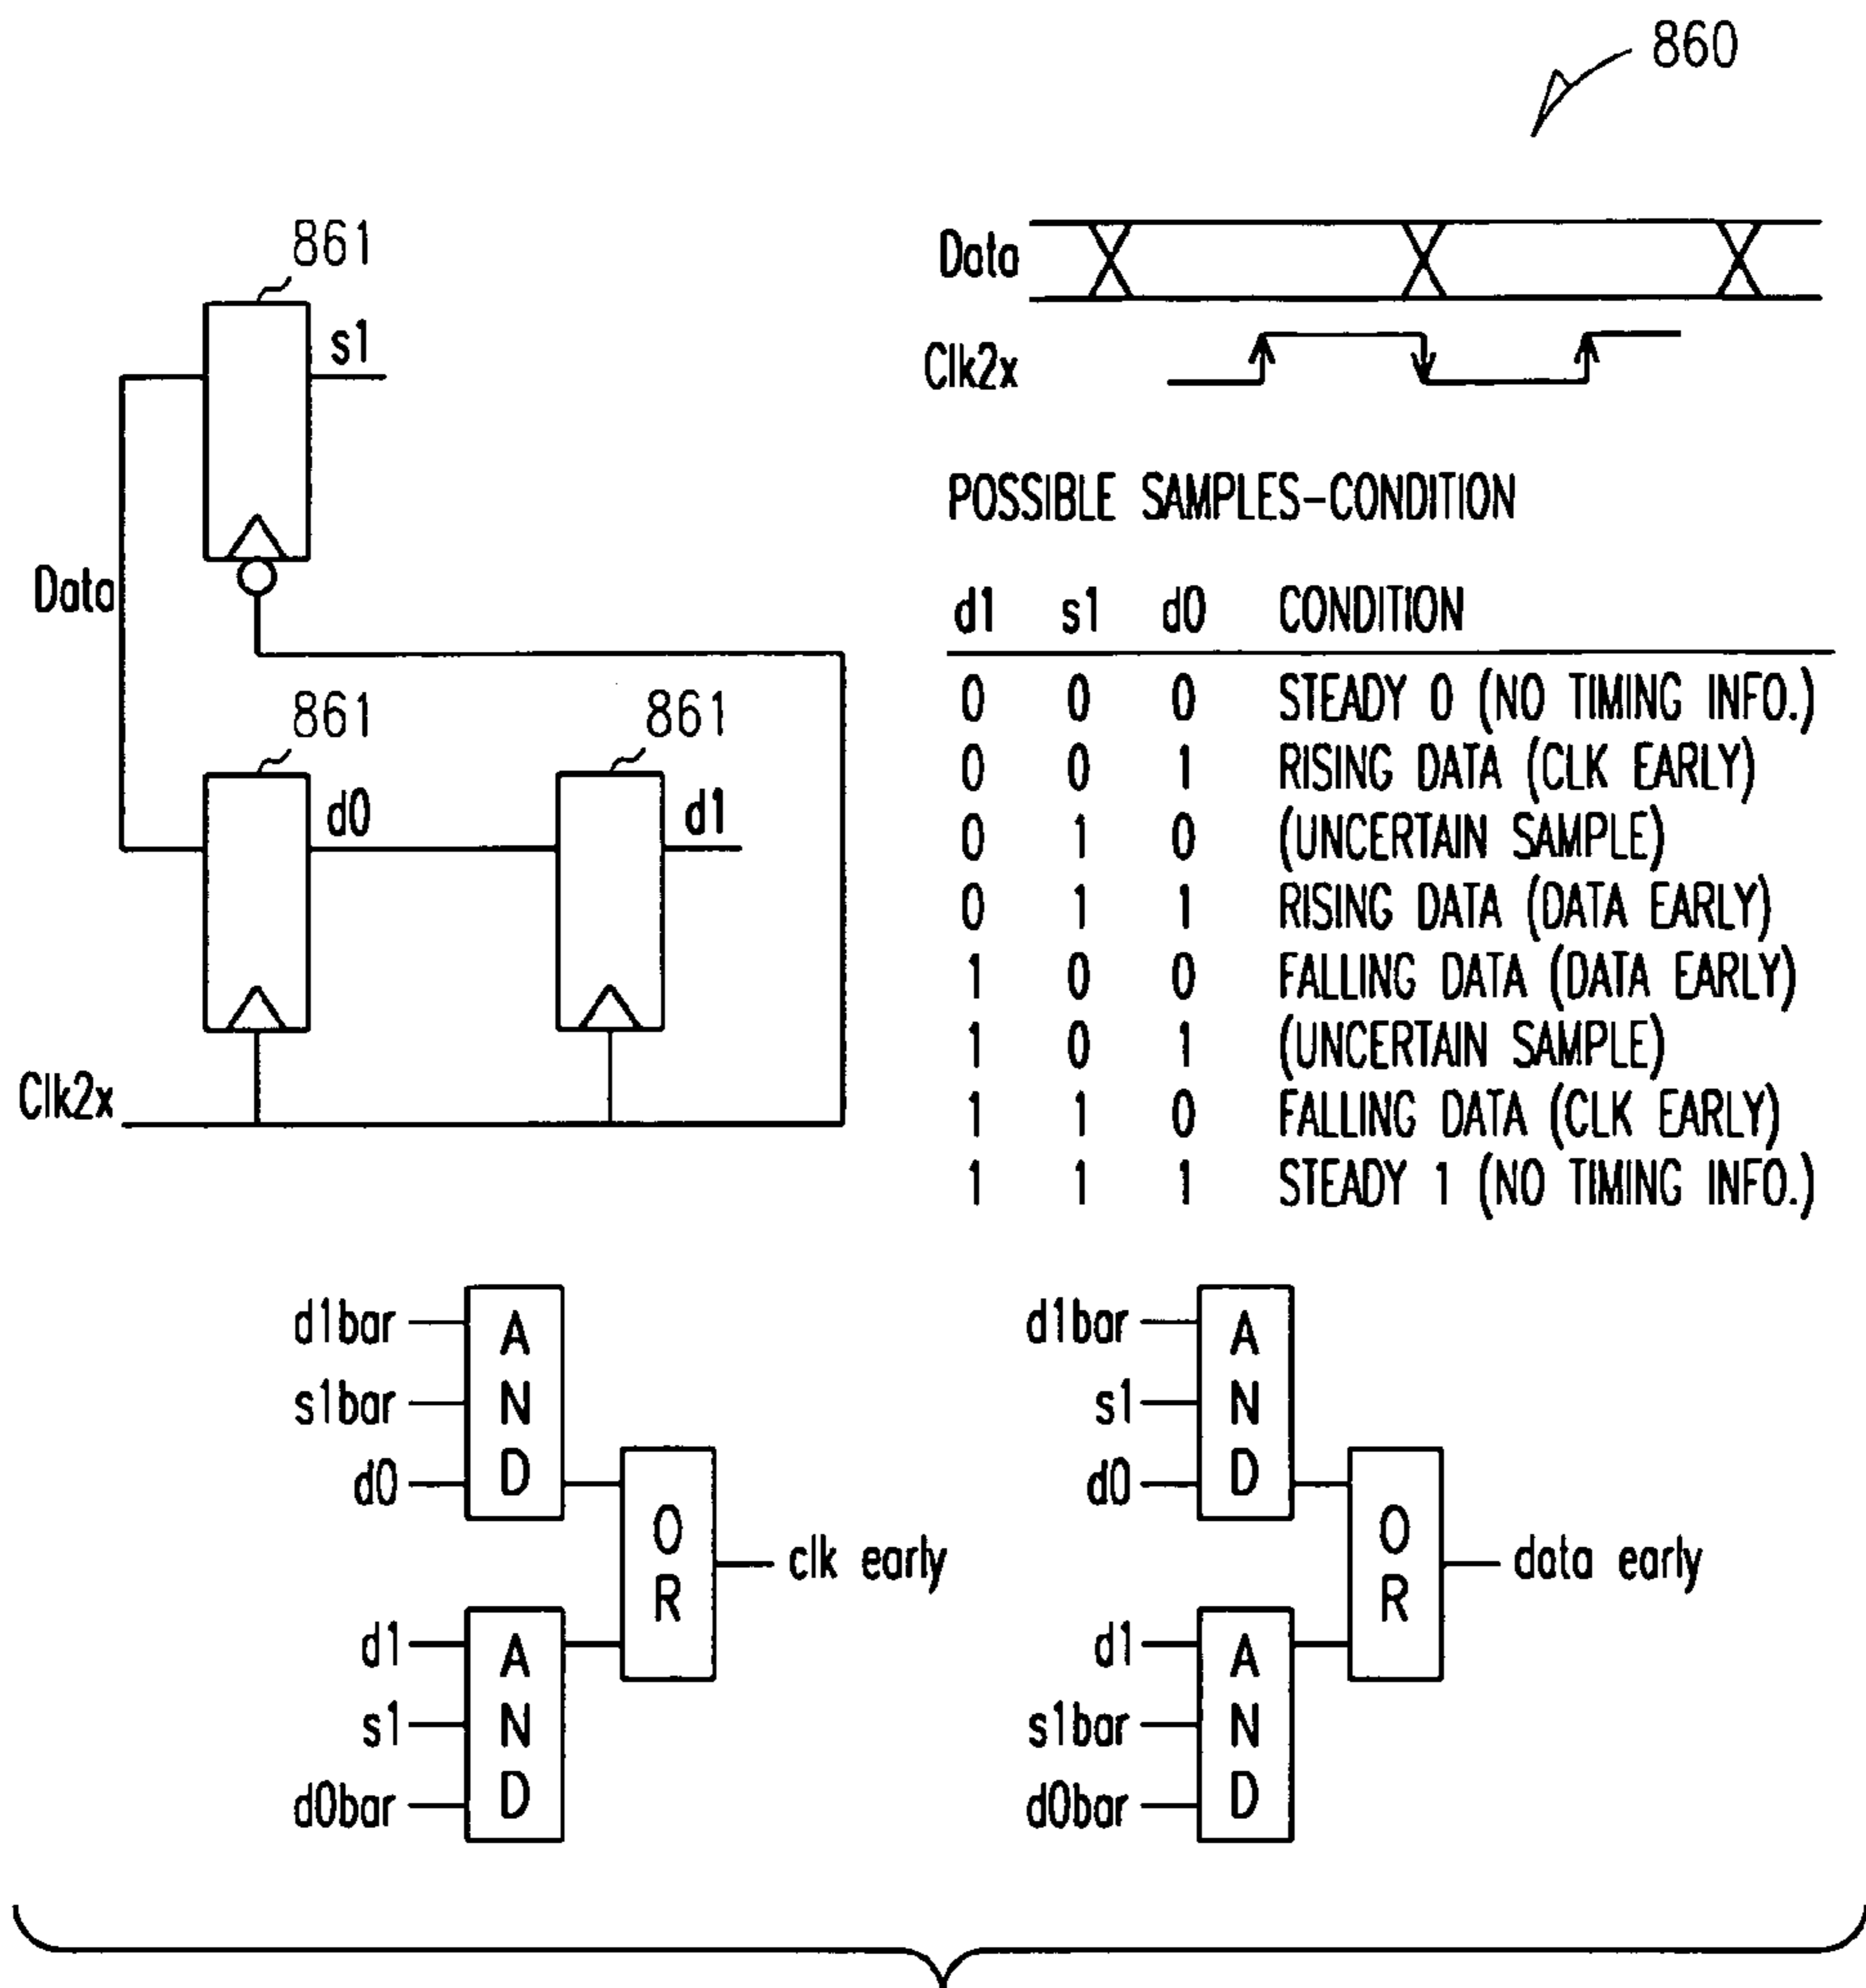 860
861
s1
Data
861
d0
861
d1
Clk2x
Data
Clk2x
POSSIBLE SAMPLES-CONDITION
d1 s1 d0 CONDITION
0 0 0 STEADY 0 (NO TIMING INFO.)
0 0 1 RISING DATA (CLK EARLY)
0 1 0 (UNCERTAIN SAMPLE)
0 1 1 RISING DATA (DATA EARLY)
1 0 0 FALLING DATA (DATA EARLY)
1 0 1 (UNCERTAIN SAMPLE)
1 1 0 FALLING DATA (CLK EARLY)
1 1 1 STEADY 1 (NO TIMING INFO.)
d1bar
s1bar
d0
AND
d1
s1
d0bar
AND
OR
clk early
d1bar
s1
d0
AND
d1
s1bar
d0bar
AND
OR
data early